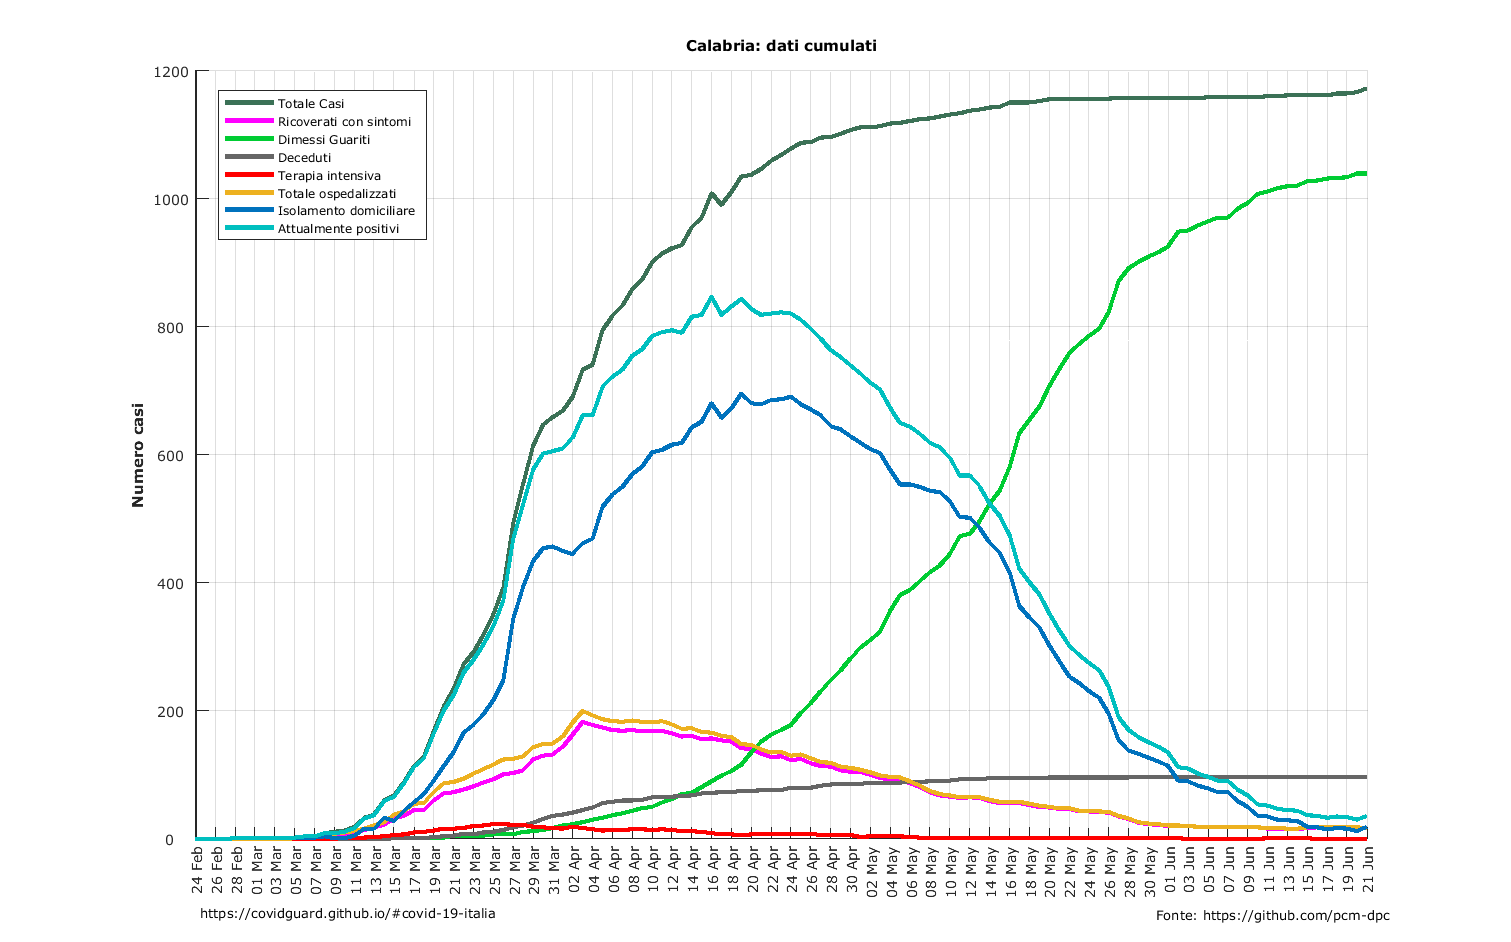 Calabria: dati cumulati
Numero casi
1200
1000
800
600
400
200
0
Totale Casi
Ricoverati con sintomi
Dimessi Guariti
Deceduti
Terapia intensiva
Totale ospedalizzati
Isolamento domiciliare
Attualmente positivi
24 Feb
26 Feb
28 Feb
01 Mar
03 Mar
05 Mar
07 Mar
09 Mar
11 Mar
13 Mar
15 Mar
17 Mar
19 Mar
21 Mar
23 Mar
25 Mar
27 Mar
29 Mar
31 Mar
02 Apr
04 Apr
06 Apr
08 Apr
10 Apr
12 Apr
14 Apr
16 Apr
18 Apr
20 Apr
22 Apr
24 Apr
26 Apr
28 Apr
30 Apr
02 May
04 May
06 May
08 May
10 May
12 May
14 May
16 May
18 May
20 May
22 May
24 May
26 May
28 May
30 May
01 Jun
03 Jun
05 Jun
07 Jun
09 Jun
11 Jun
13 Jun
15 Jun
17 Jun
19 Jun
21 Jun
https://covidguard.github.io/#covid-19-italia
Fonte: https://github.com/pcm-dpc